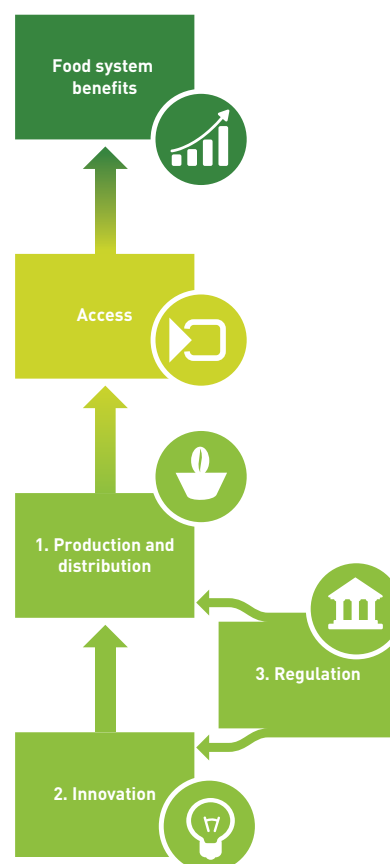 Food system
benefits
Access
1. Production and
distribution
3. Regulation
2. Innovation